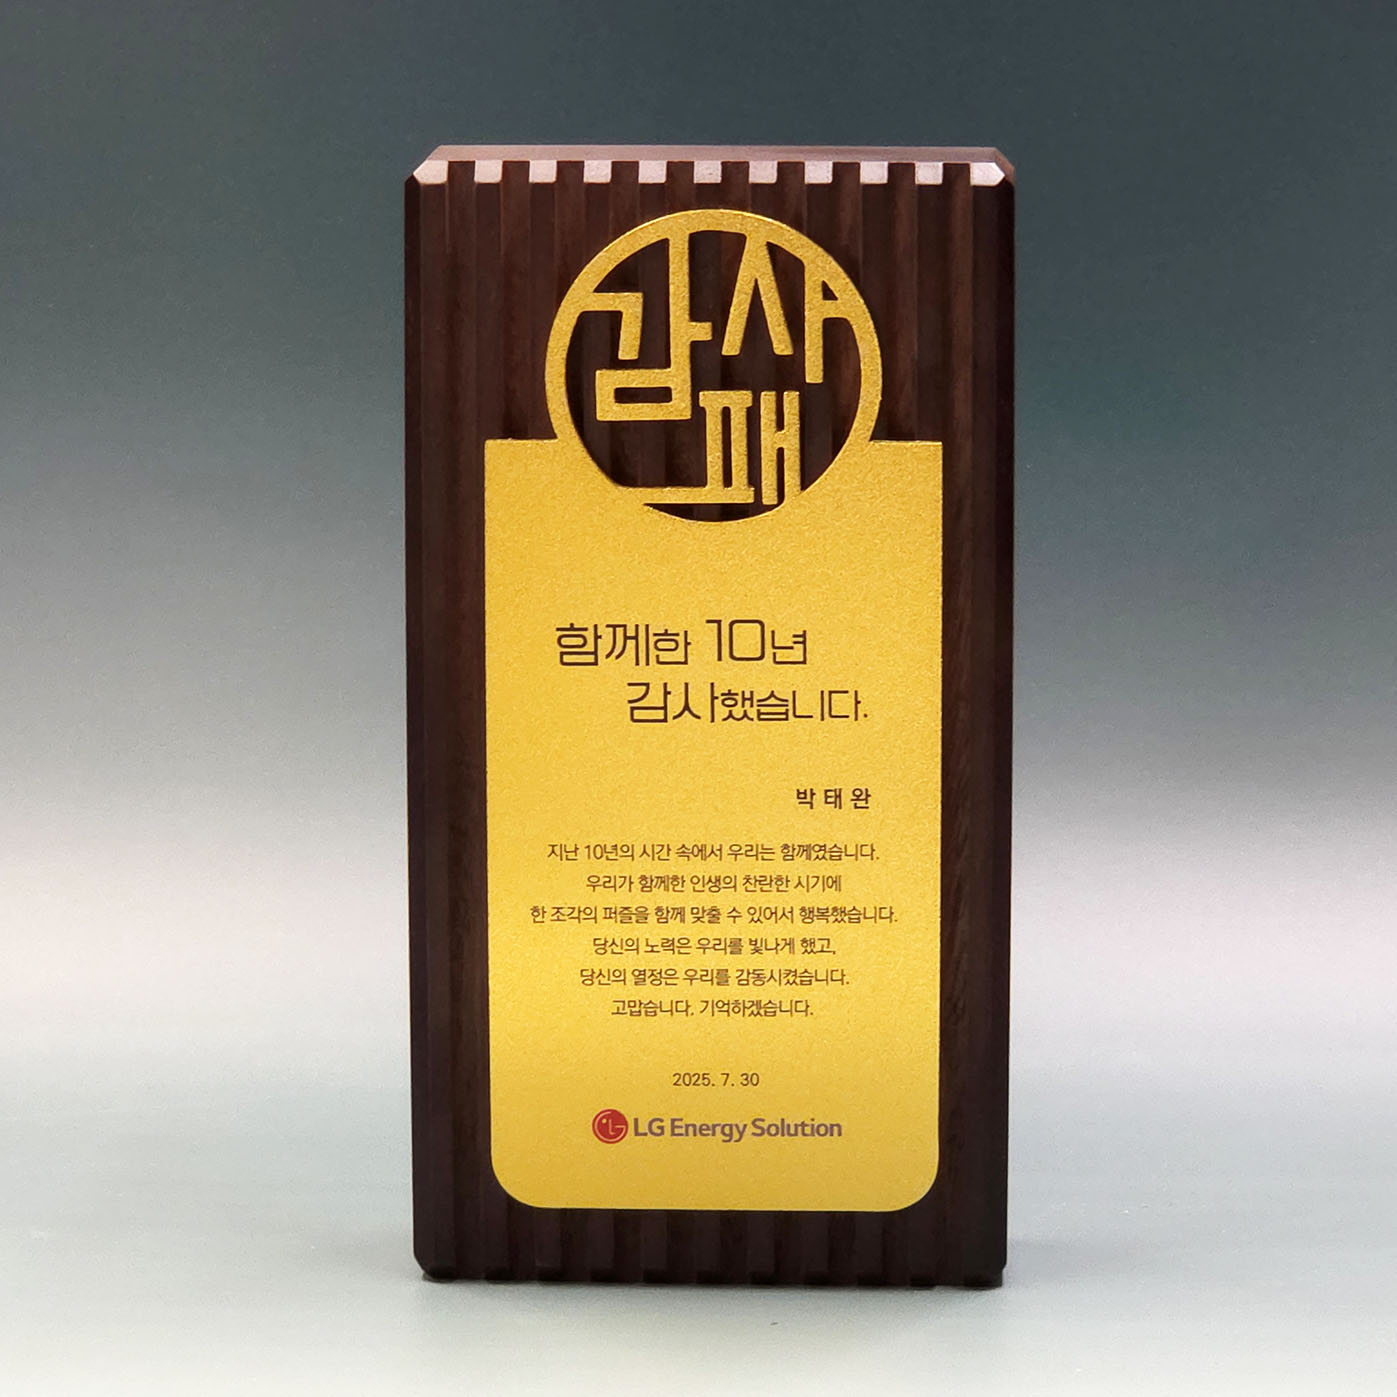 감사
패
함께한 10년
감사했습니다.
박태완
지난 10년의 시간 속에서 우리는 함께였습니다.
우리가 함께한 인생의 찬란한 시기에
한 조각의 퍼즐을 함께 맞출 수 있어서 행복했습니다.
당신의 노력은 우리를 빛나게 했고,
당신의 열정은 우리를 감동시켰습니다.
고맙습니다. 기억하겠습니다.
2025. 7. 30
LG Energy Solution